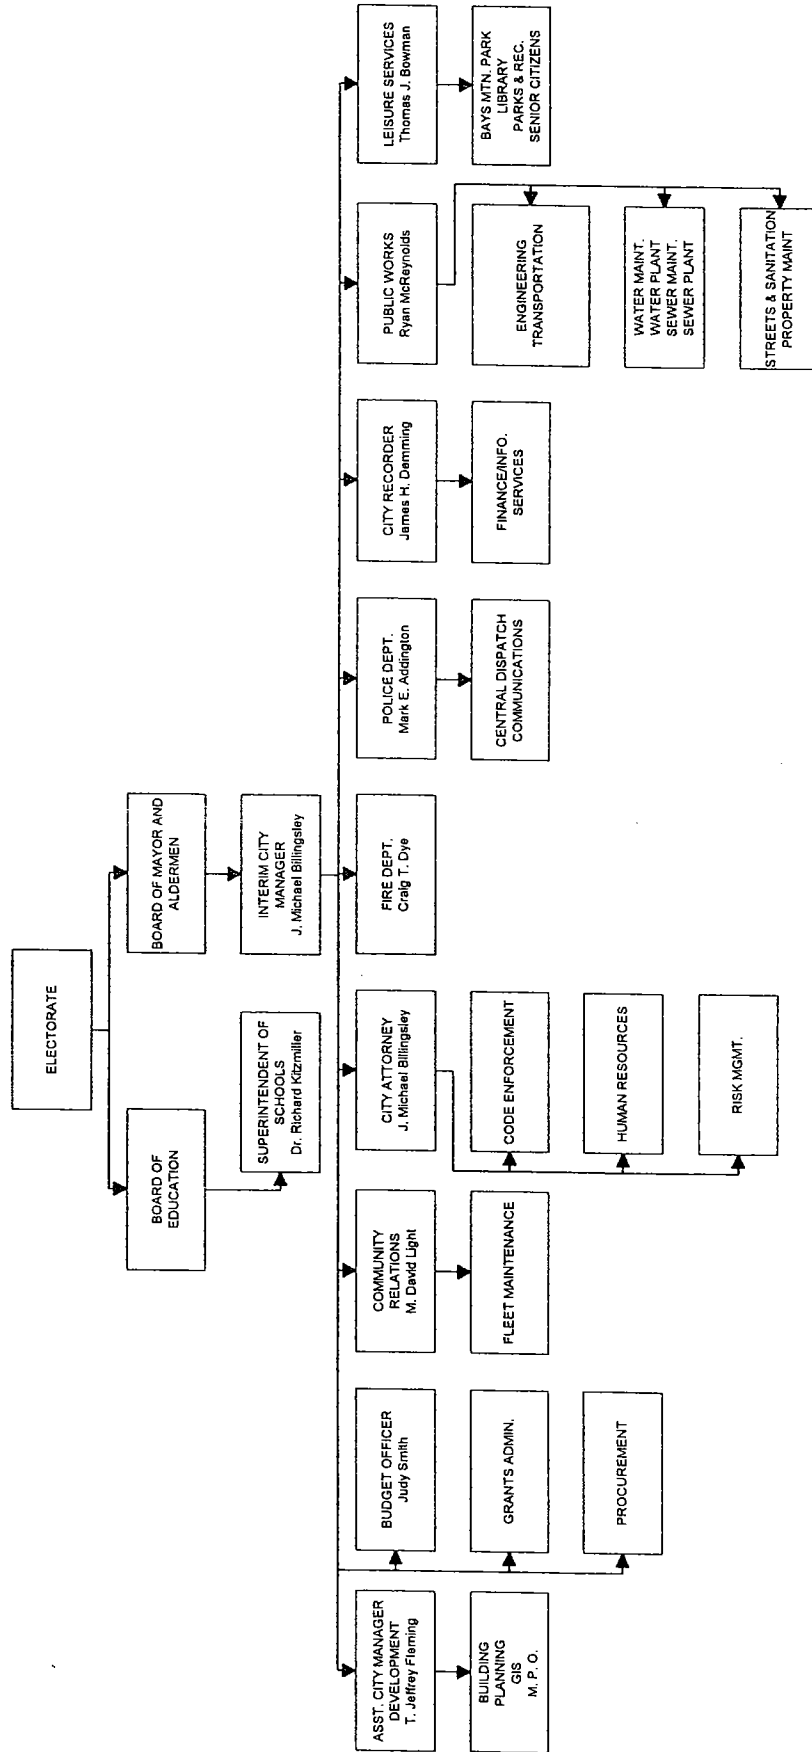 ELECTORATE
BOARD OF
EDUCATION
BOARD OF MAYOR AND
ALDERMEN
SUPERINTENDENT OF
SCHOOLS
Dr. Richard Kitzmiller
INTERIM CITY
MANAGER
J. Michael Billingsley
ASST. CITY MANAGER
DEVELOPMENT
T. Jeffrey Fleming
BUDGET OFFICER
Judy Smith
COMMUNITY
RELATIONS
M. David Light
CITY ATTORNEY
J. Michael Billingsley
FIRE DEPT.
Craig T. Dye
POLICE DEPT.
Mark E. Addington
CITY RECORDER
James H. Demming
PUBLIC WORKS
Ryan McReynolds
LEISURE SERVICES
Thomas J. Bowman
BUILDING
PLANNING
GIS
M. P. O.
GRANTS ADMIN.
FLEET MAINTENANCE
CODE ENFORCEMENT
CENTRAL DISPATCH
COMMUNICATIONS
FINANCE/INFO.
SERVICES
ENGINEERING
TRANSPORTATION
BAYS MTN. PARK
LIBRARY
PARKS & REC.
SENIOR CITIZENS
PROCUREMENT
HUMAN RESOURCES
WATER MAINT.
WATER PLANT
SEWER MAINT.
SEWER PLANT
RISK MGMT.
STREETS & SANITATION
PROPERTY MAINT